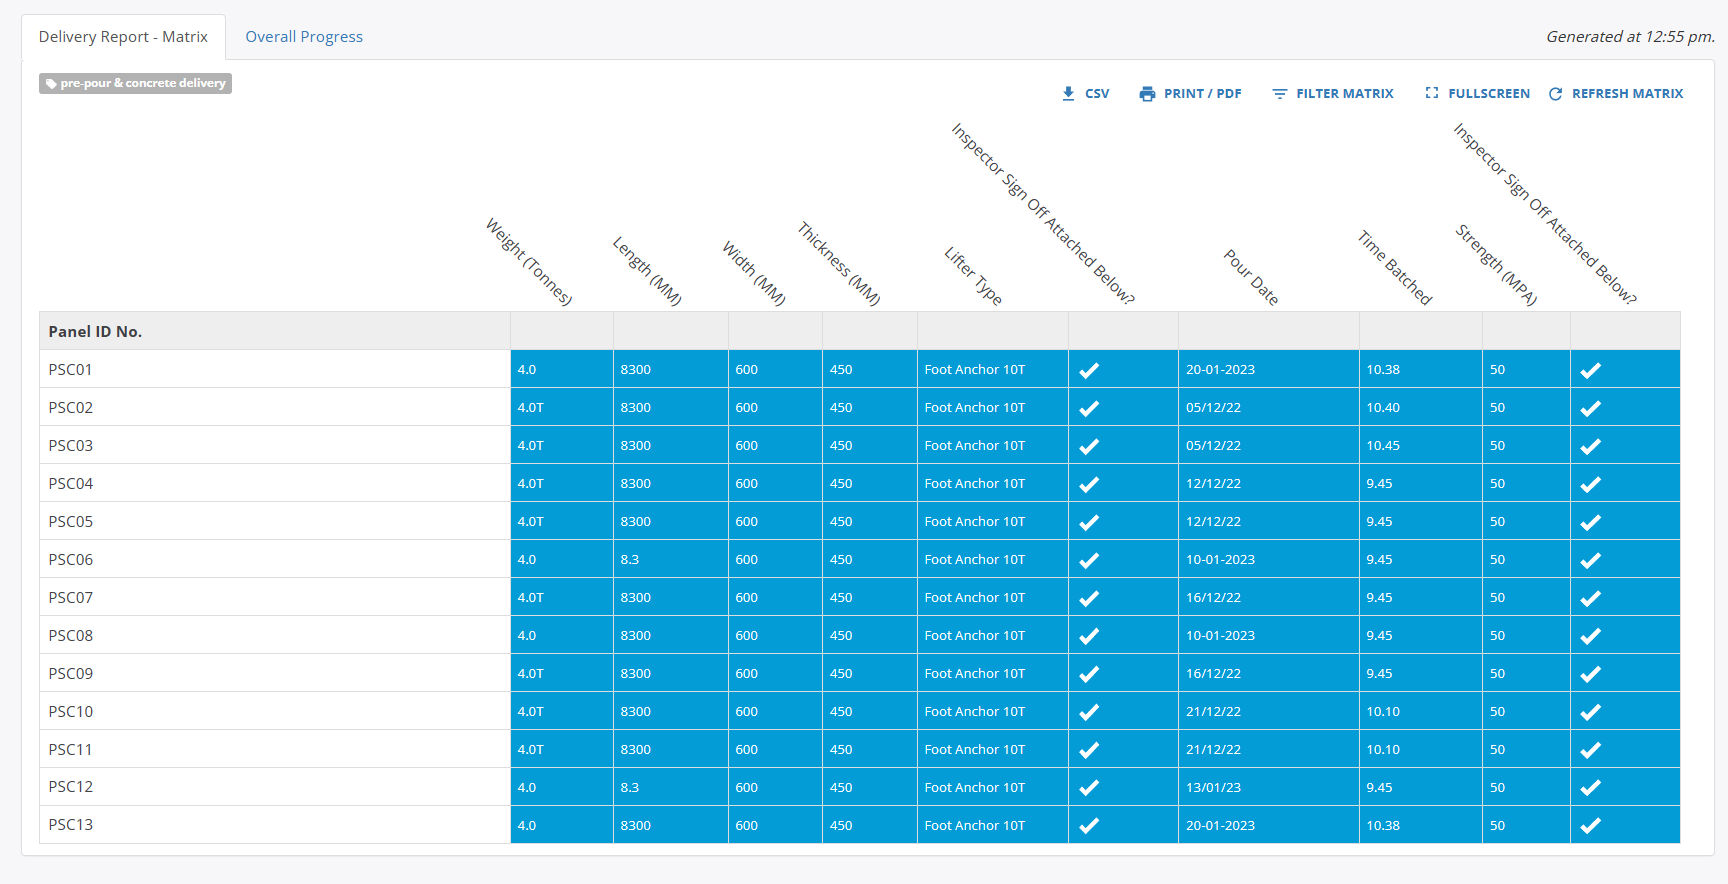 Delivery Report - Matrix Overall Progress Generated at 12:55 pm.
pre-pour & concrete delivery
CSV PRINT / PDF FILTER MATRIX FULLSCREEN REFRESH MATRIX
Weight (Tonnes) Length (MM) Width (MM) Thickness (MM) Lifter Type Inspector Sign Off Attached Below? Pour Date Time Batched Strength (MPA) Inspector Sign Off Attached Below?
Panel ID No.
PSC01 4.0 8300 600 450 Foot Anchor 10T 20-01-2023 10.38 50
PSC02 4.0T 8300 600 450 Foot Anchor 10T 05/12/22 10.40 50
PSC03 4.0T 8300 600 450 Foot Anchor 10T 05/12/22 10.45 50
PSC04 4.0T 8300 600 450 Foot Anchor 10T 12/12/22 9.45 50
PSC05 4.0T 8300 600 450 Foot Anchor 10T 12/12/22 9.45 50
PSC06 4.0 8.3 600 450 Foot Anchor 10T 10-01-2023 9.45 50
PSC07 4.0T 8300 600 450 Foot Anchor 10T 16/12/22 9.45 50
PSC08 4.0 8300 600 450 Foot Anchor 10T 10-01-2023 9.45 50
PSC09 4.0T 8300 600 450 Foot Anchor 10T 16/12/22 9.45 50
PSC10 4.0T 8300 600 450 Foot Anchor 10T 21/12/22 10.10 50
PSC11 4.0T 8300 600 450 Foot Anchor 10T 21/12/22 10.10 50
PSC12 4.0 8.3 600 450 Foot Anchor 10T 13/01/23 9.45 50
PSC13 4.0 8300 600 450 Foot Anchor 10T 20-01-2023 10.38 50